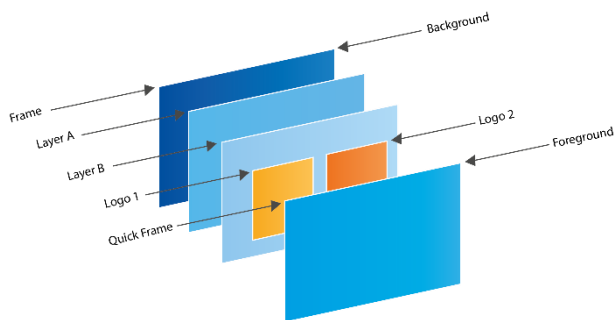 Background
Frame
Layer A
Layer B
Logo 1
Quick Frame
Logo 2
Foreground